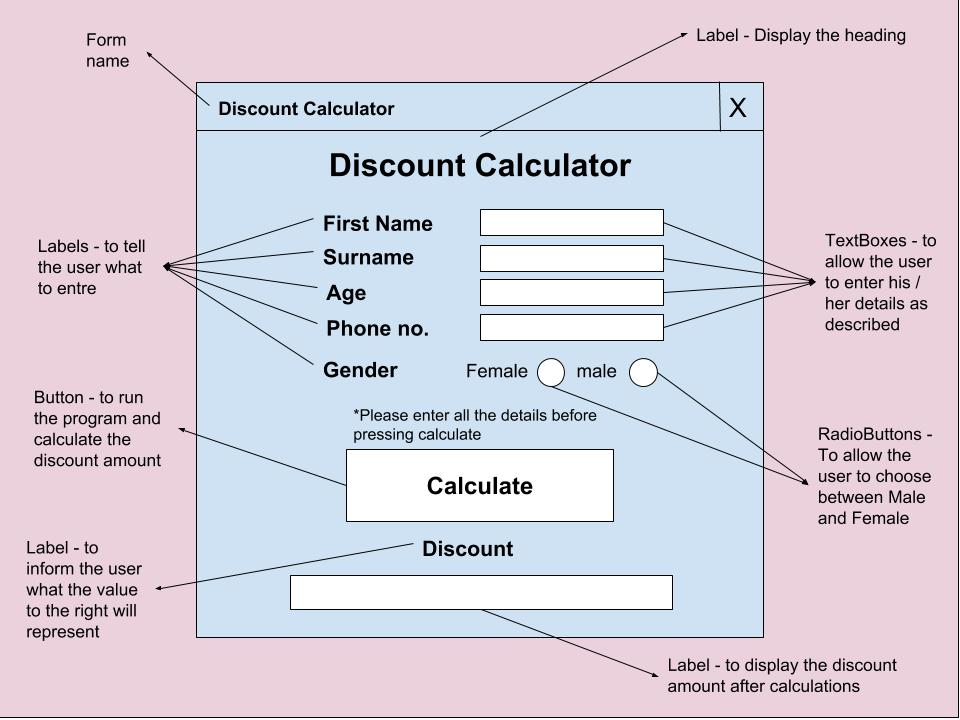 Form
name
Label - Display the heading
Discount Calculator
X
Discount Calculator
First Name
Surname
Age
Phone no.
Gender
Female
male
Labels - to tell
the user what
to entre
TextBoxes - to
allow the user
to enter his /
her details as
described
Button - to run
the program and
calculate the
discount amount
*Please enter all the details before
pressing calculate
Calculate
RadioButtons -
To allow the
user to choose
between Male
and Female
Label - to
inform the user
what the value
to the right will
represent
Discount
Label - to display the discount
amount after calculations